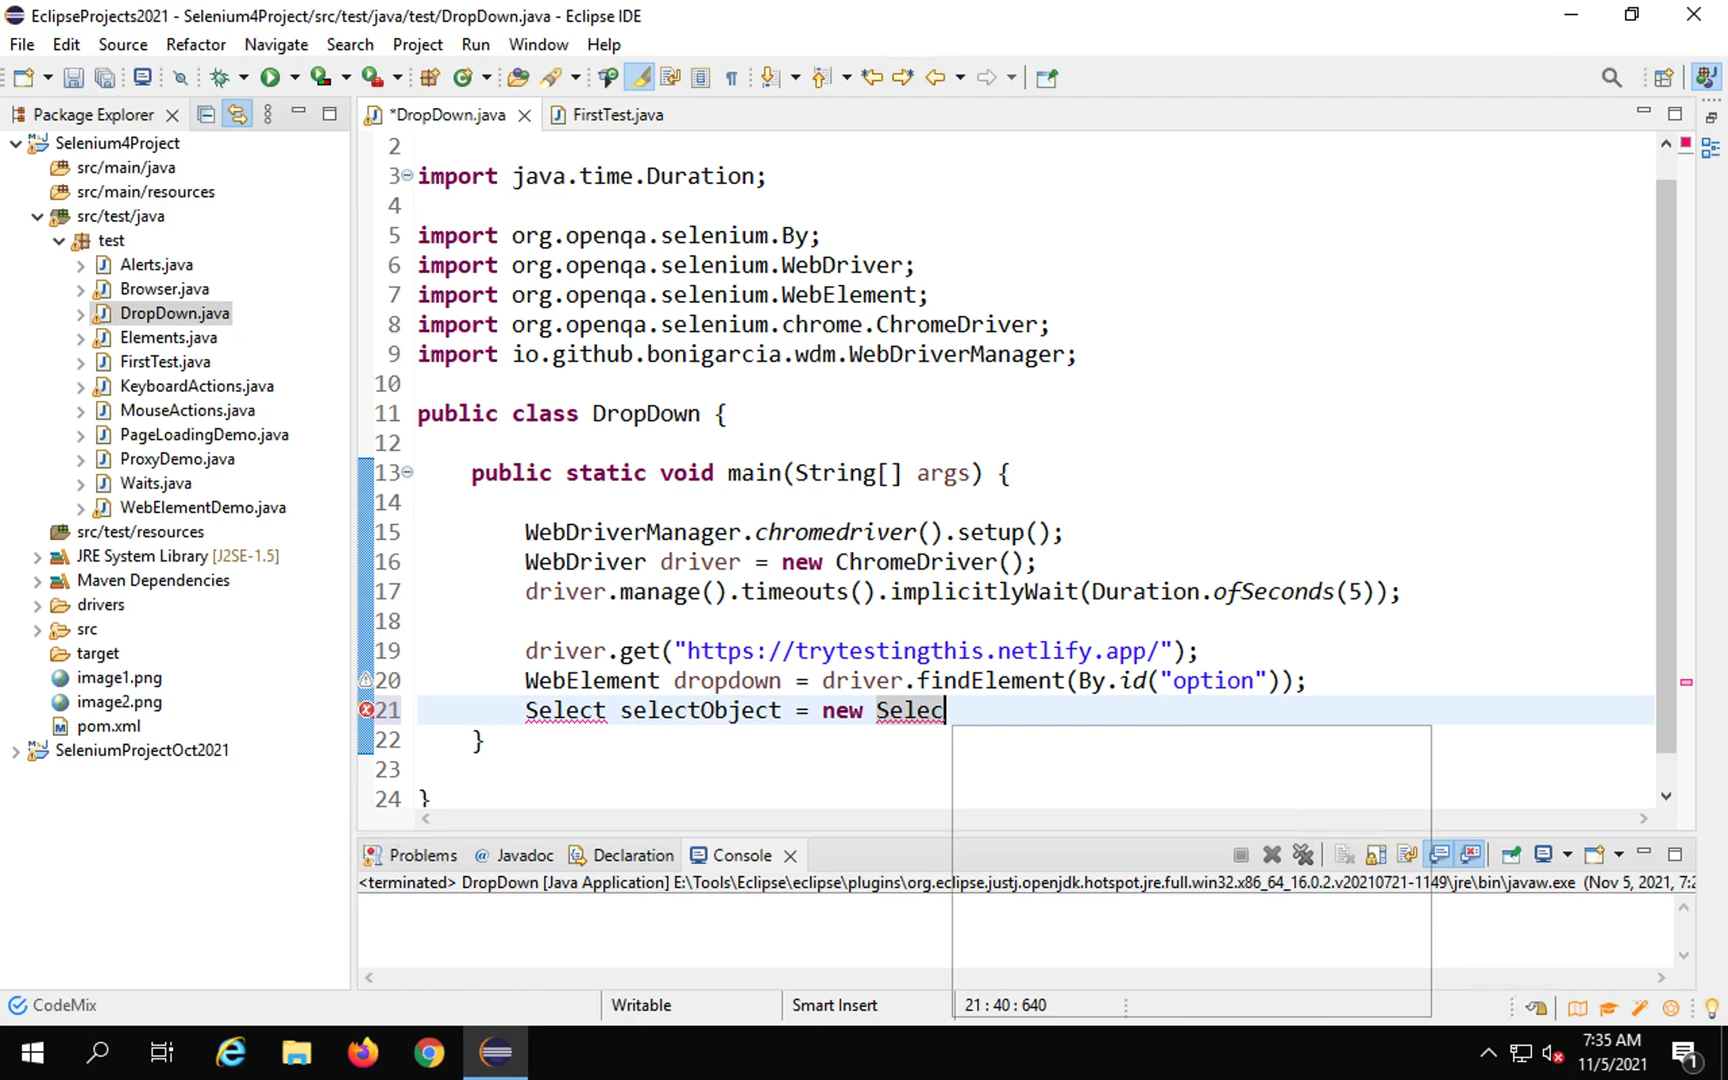 EclipseProjects2021 - Selenium4Project/src/test/java/test/DropDown.java - Eclipse IDE
File Edit Source Refactor Navigate Search Project Run Window Help
Package Explorer
*DropDown.java
FirstTest.java
Selenium4Project
src/main/java
src/main/resources
src/test/java
test
Alerts.java
Browser.java
DropDown.java
Elements.java
FirstTest.java
KeyboardActions.java
MouseActions.java
PageLoadingDemo.java
ProxyDemo.java
Waits.java
WebElementDemo.java
src/test/resources
JRE System Library [J2SE-1.5]
Maven Dependencies
drivers
src
target
image1.png
image2.png
pom.xml
SeleniumProjectOct2021
2
3 import java.time.Duration;
4
5 import org.openqa.selenium.By;
6 import org.openqa.selenium.WebDriver;
7 import org.openqa.selenium.WebElement;
8 import org.openqa.selenium.chrome.ChromeDriver;
9 import io.github.bonigarcia.wdm.WebDriverManager;
10
11 public class DropDown {
12
13 public static void main(String[] args) {
14
15 WebDriverManager.chromedriver().setup();
16 WebDriver driver = new ChromeDriver();
17 driver.manage().timeouts().implicitlyWait(Duration.ofSeconds(5));
18
19 driver.get("https://trytestingthis.netlify.app/");
20 WebElement dropdown = driver.findElement(By.id("option"));
21 Select selectObject = new Selec
22 }
23
24 }
Problems @ Javadoc Declaration Console
<terminated> DropDown [Java Application] E:\Tools\Eclipse\eclipse\plugins\org.eclipse.justj.openjdk.hotspot.jre.full.win32.x86_64_16.0.2.v20210721-1149\jre\bin\javaw.exe (Nov 5, 2021, 7:2
CodeMix
Writable
Smart Insert
21 : 40 : 640
7:35 AM
11/5/2021
1